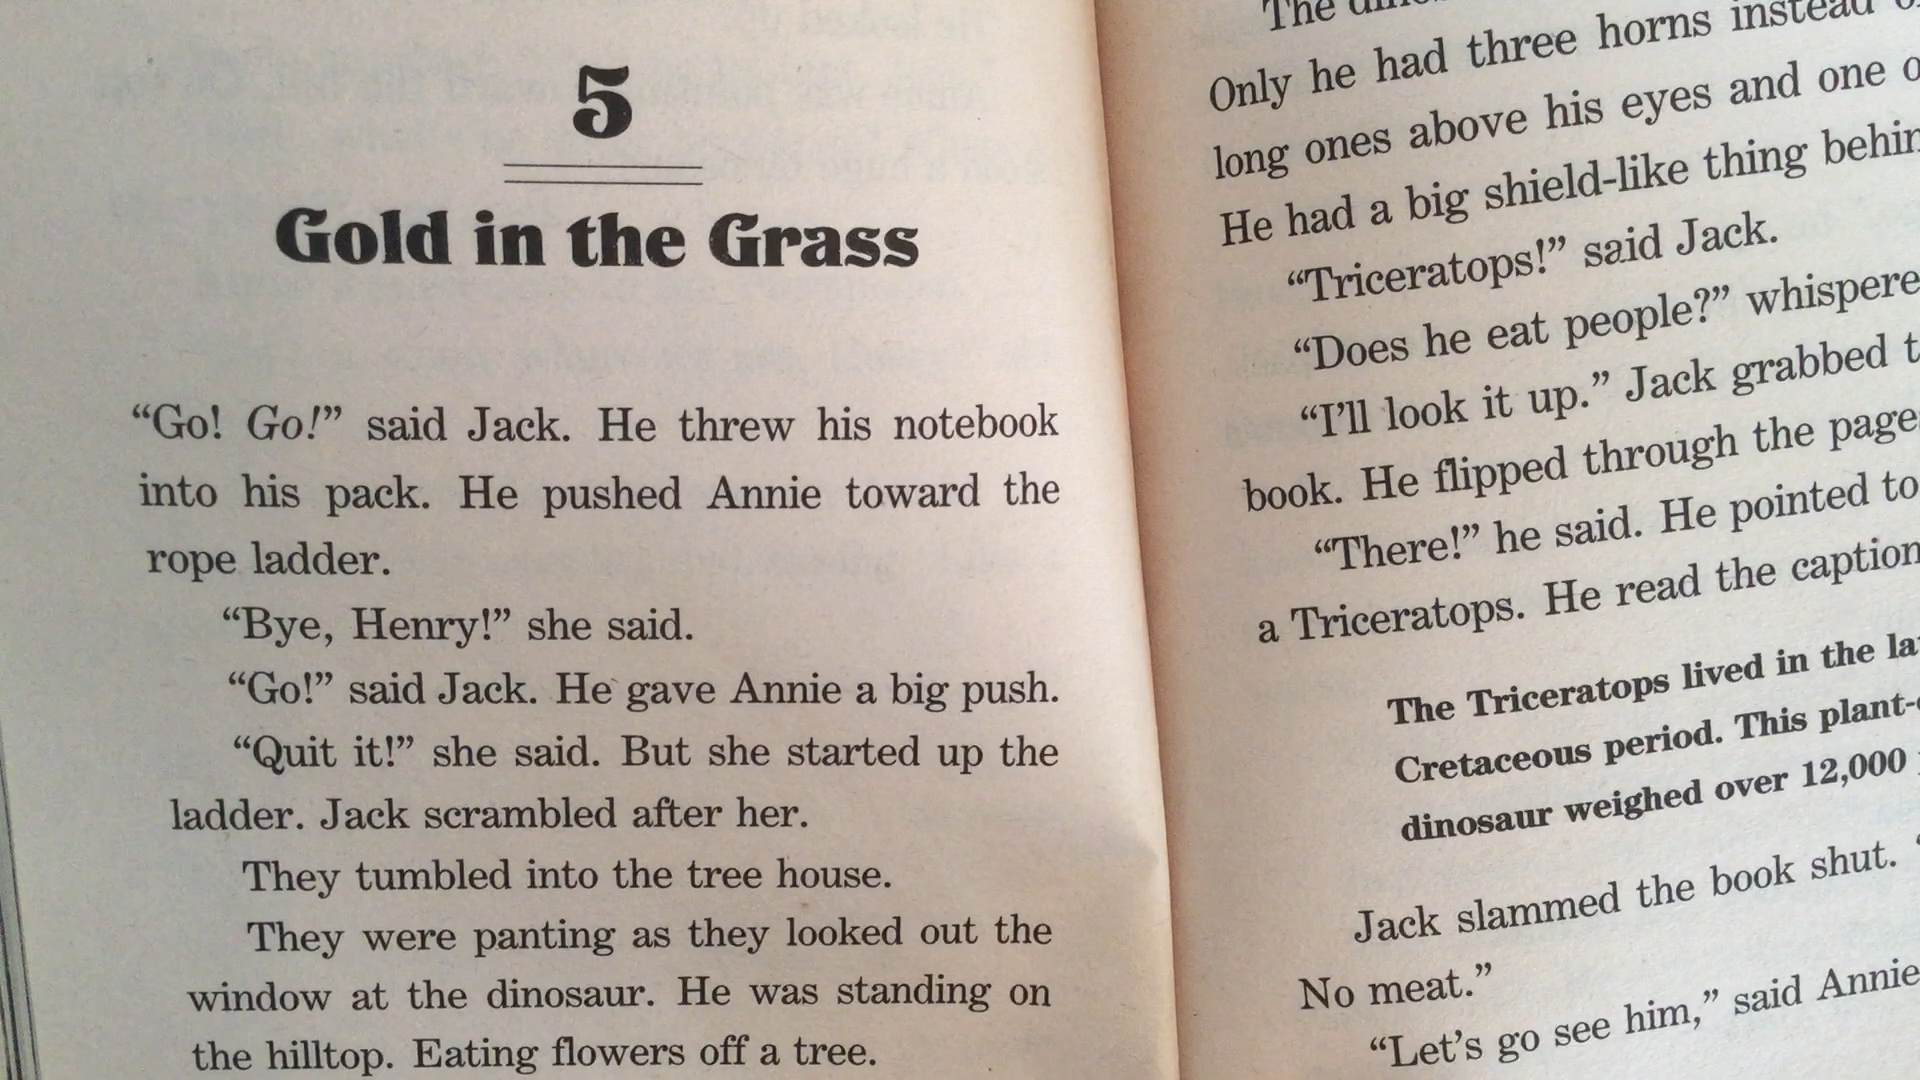 5
Gold in the Grass
“Go! Go!” said Jack. He threw his notebook
into his pack. He pushed Annie toward the
rope ladder.
“Bye, Henry!” she said.
“Go!” said Jack. He gave Annie a big push.
“Quit it!” she said. But she started up the
ladder. Jack scrambled after her.
They tumbled into the tree house.
They were panting as they looked out the
window at the dinosaur. He was standing on
the hilltop. Eating flowers off a tree.
The
Only he had three horns instead
long ones above his eyes and one
He had a big shield-like thing
“Triceratops!” said Jack.
“Does he eat people?”
“I’ll look it up.” Jack grabbed
book. He flipped through the
“There!” he said. He pointed to
a Triceratops. He read the caption
The Triceratops lived in the
Cretaceous period. This
dinosaur weighed over 12,000
Jack slammed the book shut.
No meat.”
“Let’s go see him,” said Annie